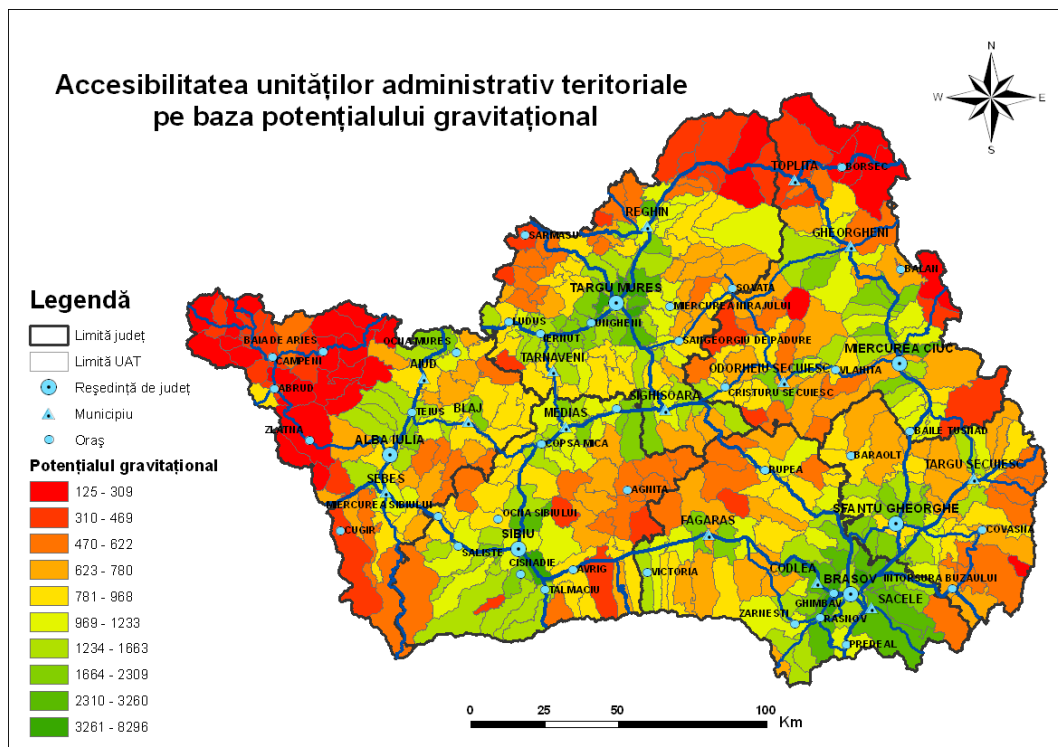 Accesibilitatea unităților administrativ teritoriale
pe baza potențialului gravitațional
N
W E
S
Legendă
Limită județ
Limită UAT
Reședință de județ
Municipiu
Oraș
Potențialul gravitațional
125 - 309
310 - 469
470 - 622
623 - 780
781 - 968
969 - 1233
1234 - 1663
1664 - 2309
2310 - 3260
3261 - 8296
TOPLITA
BORSEC
REGHIN
SARMASU
GHEORGHENI
BALAN
TARGU MURES
SOVATA
MIERCUREA NIRAJULUI
LUDUS
UNGHENI
IERNUT
SANGEORGIU DE PADURE
MIERCUREA CIUC
BAIA DE ARIES
OCNA MURES
CAMPENI
AIUD
TARNAVENI
ODORHEIU SECUIESC
VLAHITA
CRISTURU SECUIESC
ABRUD
TEIUS
BLAJ
MEDIAS
SIGHISOARA
ZLATNA
ALBA IULIA
COPSA MICA
BAILE TUSNAD
BARAOLT
TARGU SECUIESC
RUPEA
SEBES
MIERCUREA SIBIULUI
AGNITA
CUGIR
OCNA SIBIULUI
FAGARAS
SFANTU GHEORGHE
COVASNA
SIBIU
SALISTE
CISNADIE
AVRIG
VICTORIA
TALMACIU
CODLEA
BRASOV
INTORSURA BUZAULUI
GHIMBAV
SACELE
ZARNESTI
RASNOV
PREDEAL
0 25 50 100
Km